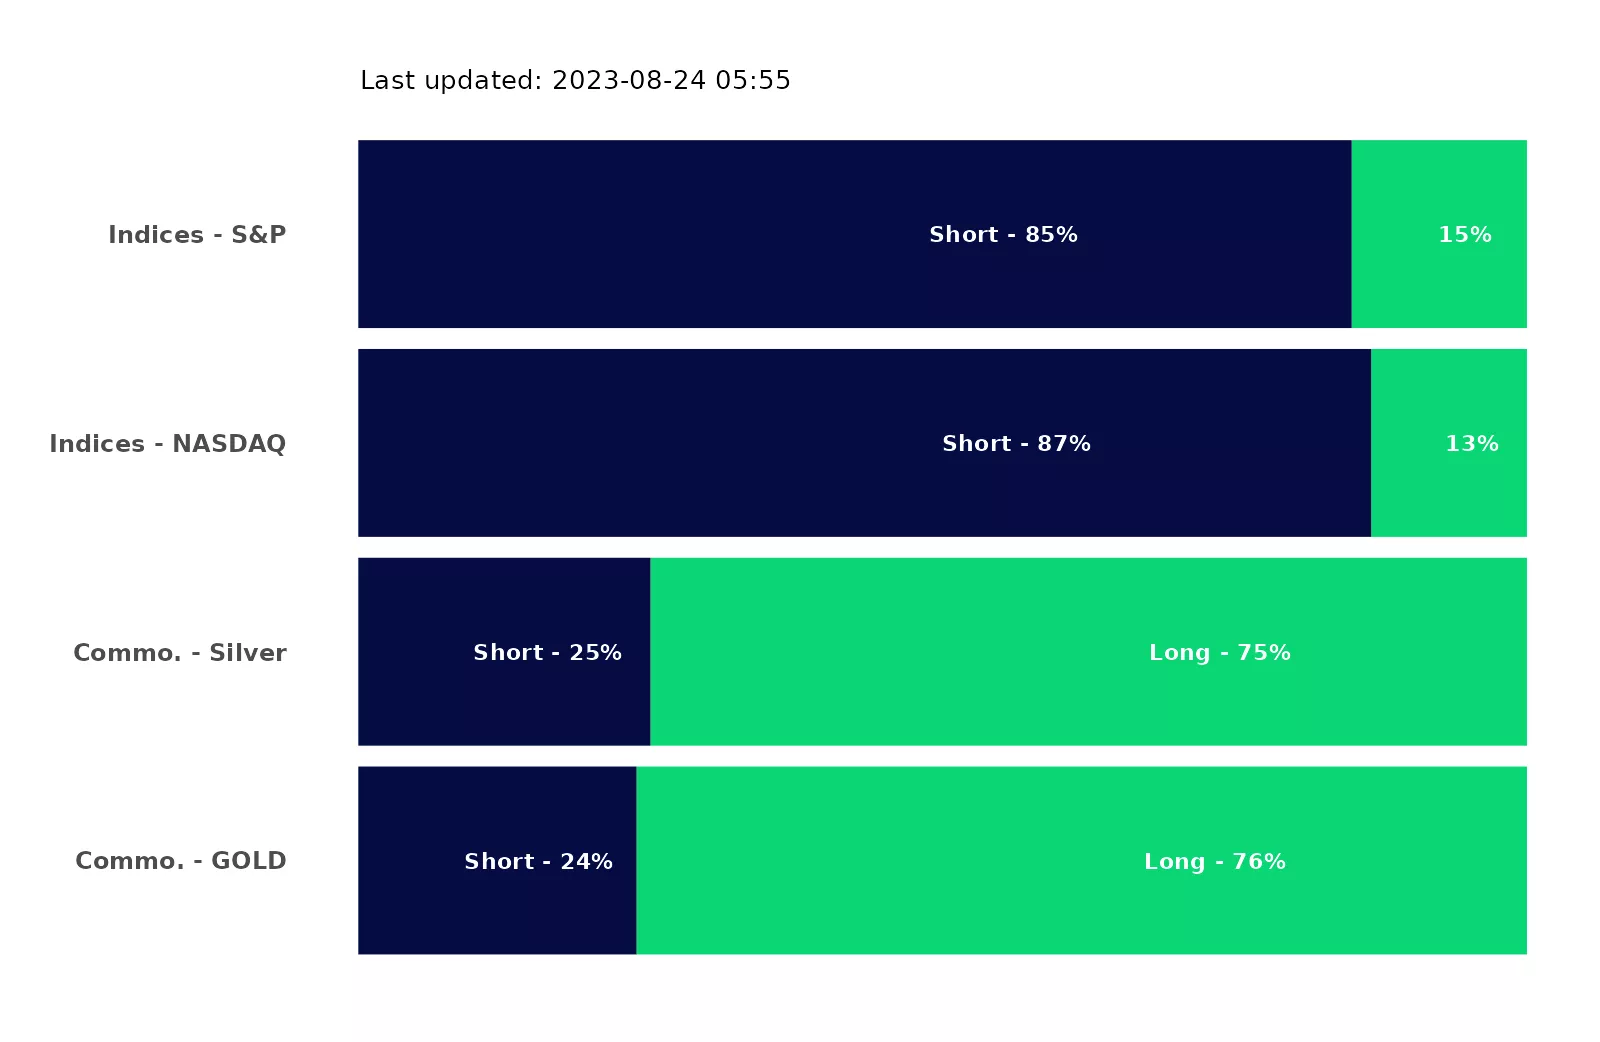 Last updated: 2023-08-24 05:55
Indices - S&P
Short - 85%
15%
Indices - NASDAQ
Short - 87%
13%
Commo. - Silver
Short - 25%
Long - 75%
Commo. - GOLD
Short - 24%
Long - 76%